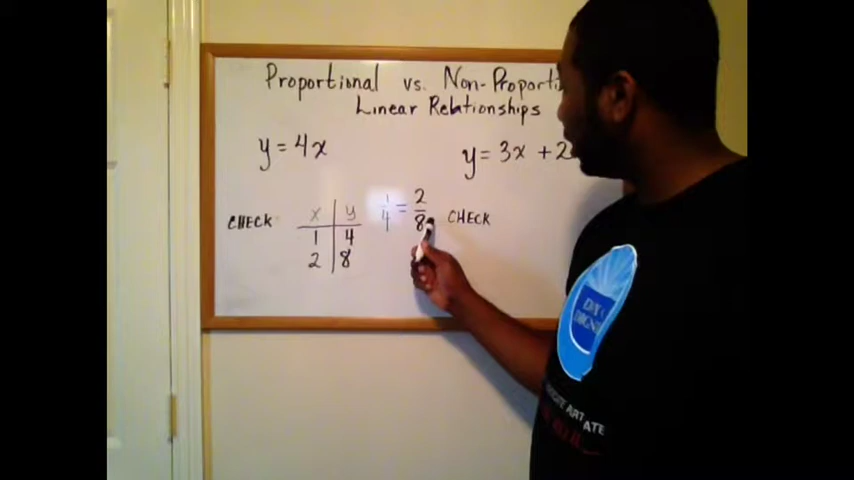 Proportional vs. Non-Proporti
Linear Relationships
y = 4x
y = 3x + 2
CHECK
x y
1 4
2 8
1/4 = 2/8
CHECK